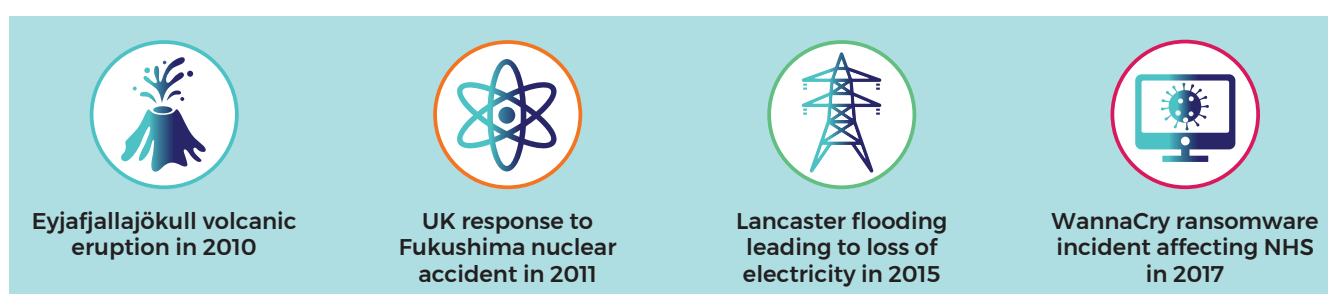 Eyjafjallajökull volcanic
eruption in 2010
UK response to
Fukushima nuclear
accident in 2011
Lancaster flooding
leading to loss of
electricity in 2015
WannaCry ransomware
incident affecting NHS
in 2017